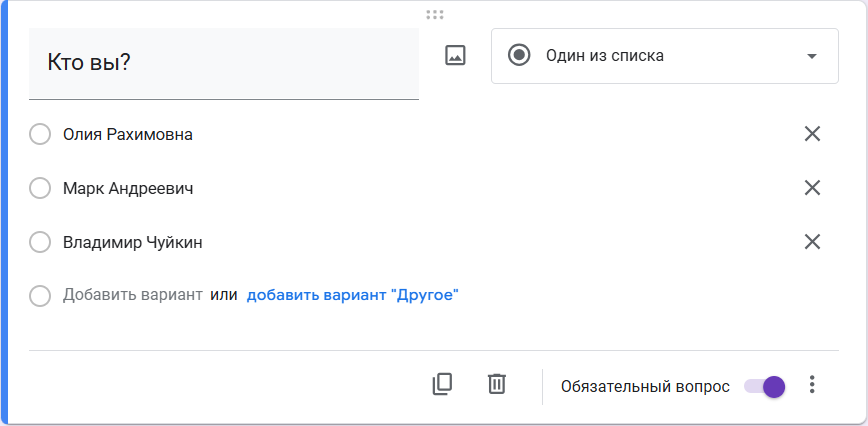 Кто вы?
Один из списка
Олия Рахимовна
Марк Андреевич
Владимир Чуйкин
Добавить вариант или добавить вариант "Другое"
Обязательный вопрос